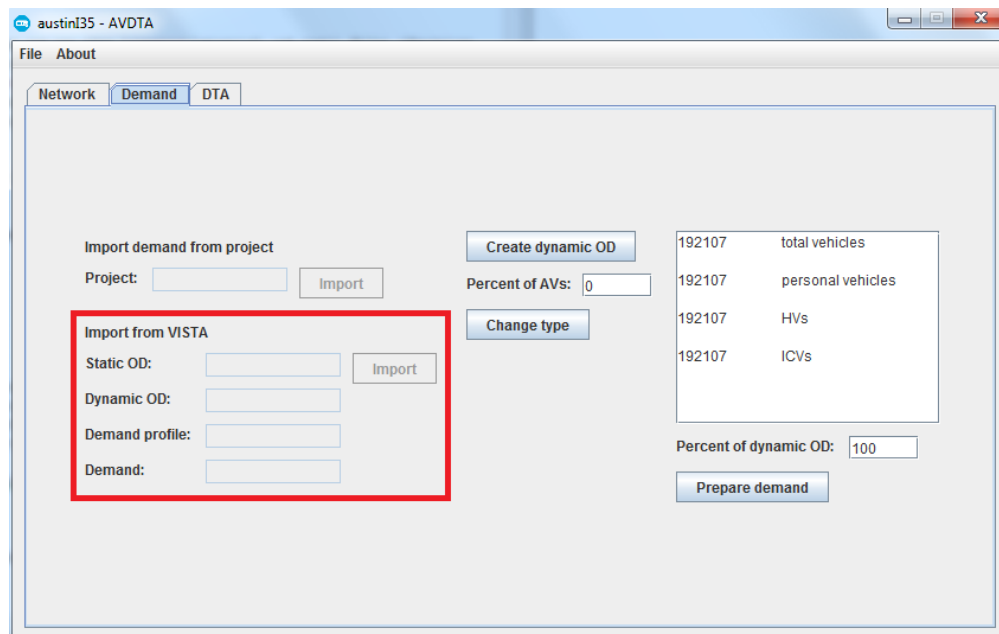 austinI35 - AVDTA
File About
Network Demand DTA
Import demand from project
Project: Import
Import from VISTA
Static OD: Import
Dynamic OD:
Demand profile:
Demand:
Create dynamic OD
Percent of AVs: 0
Change type
192107 total vehicles
192107 personal vehicles
192107 HVs
192107 ICVs
Percent of dynamic OD: 100
Prepare demand